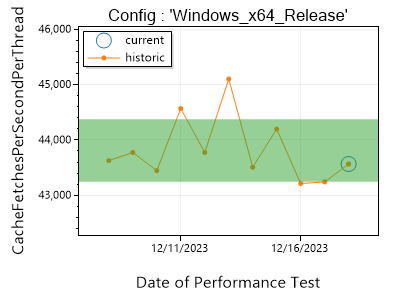 Config : 'Windows_x64_Release'
CacheFetchesPerSecondPerThread
46,000
45,000
44,000
43,000
current
historic
12/11/2023
12/16/2023
Date of Performance Test